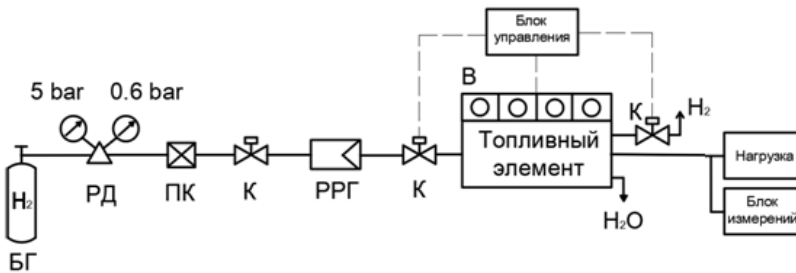 Блок
управления
5 bar
0.6 bar
В
К
H₂
Топливный
элемент
Нагрузка
Блок
измерений
H₂
РД
ПК
К
РРГ
К
H₂O
БГ